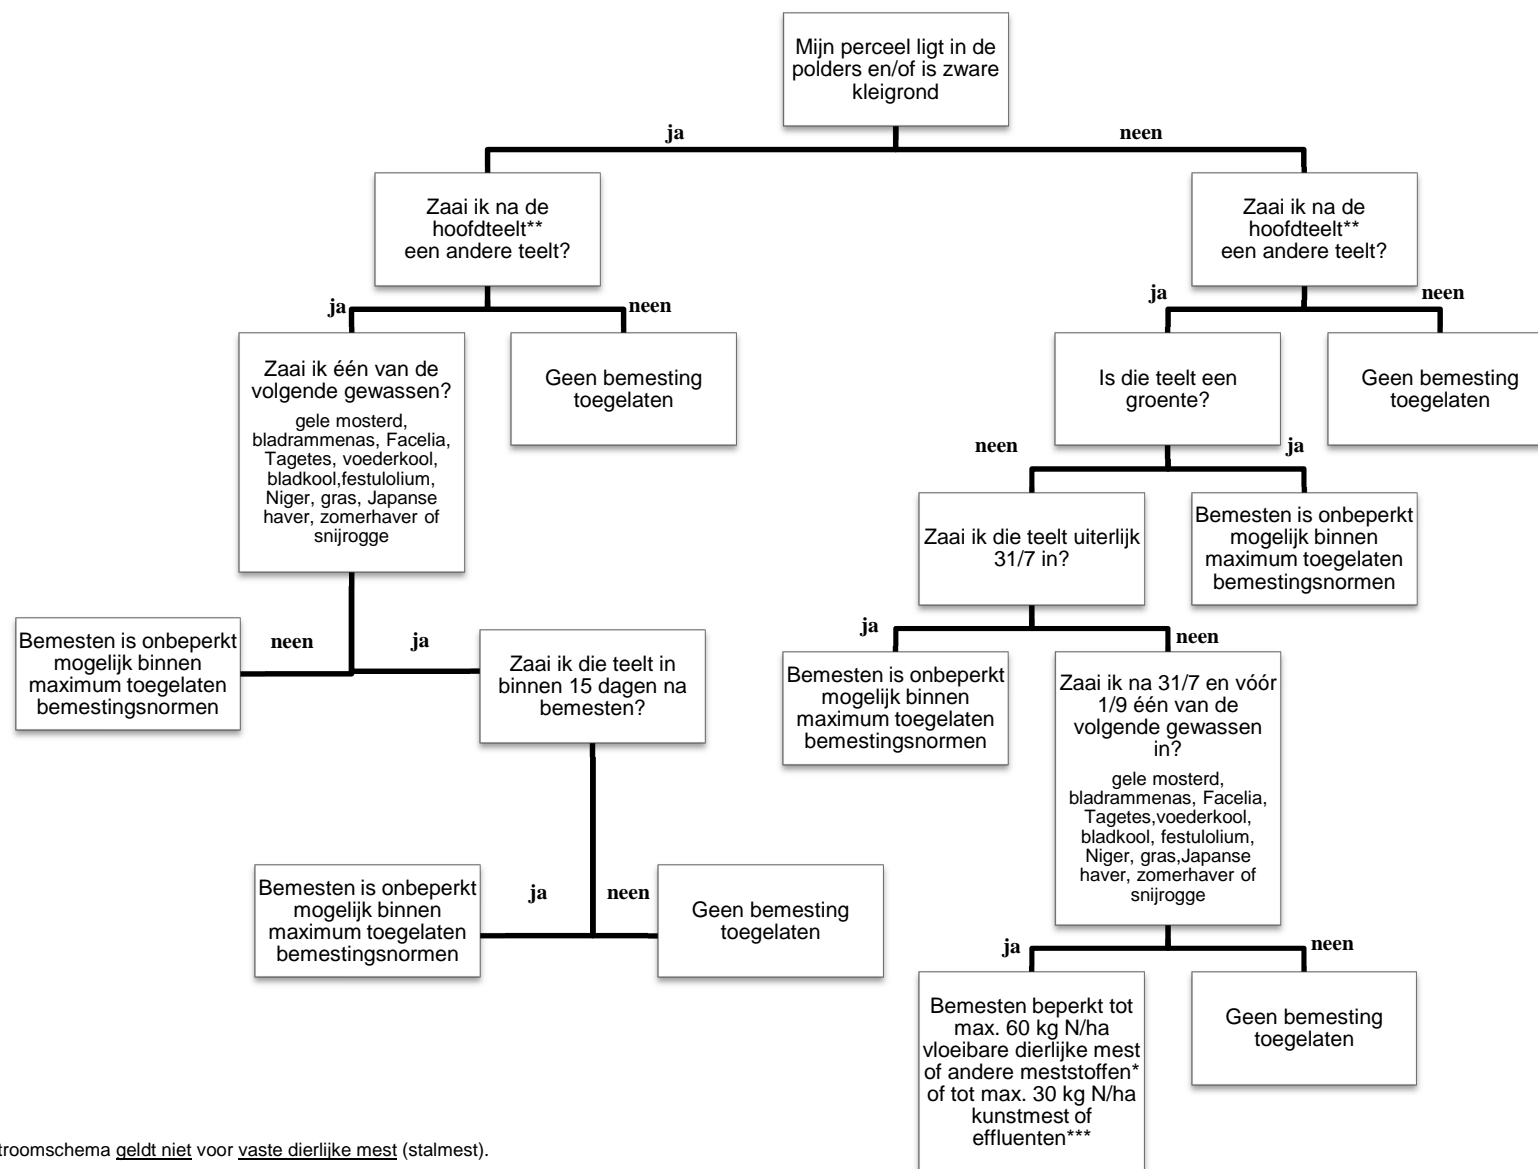 Mijn perceel ligt in de
polders en/of is zware
kleigrond
ja
neen
Zaai ik na de
hoofdteelt**
een andere teelt?
Zaai ik na de
hoofdteelt**
een andere teelt?
ja
neen
ja
neen
Zaai ik één van de
volgende gewassen?
gele mosterd,
bladrammenas, Facelia,
Tagetes, voederkool,
bladkool,festulolium,
Niger, gras, Japanse
haver, zomerhaver of
snijrogge
Geen bemesting
toegelaten
Is die teelt een
groente?
Geen bemesting
toegelaten
neen
ja
Zaai ik die teelt uiterlijk
31/7 in?
Bemesten is onbeperkt
mogelijk binnen
maximum toegelaten
bemestingsnormen
Bemesten is onbeperkt
mogelijk binnen
maximum toegelaten
bemestingsnormen
neen
ja
Zaai ik die teelt in
binnen 15 dagen na
bemesten?
ja
neen
Bemesten is onbeperkt
mogelijk binnen
maximum toegelaten
bemestingsnormen
Zaai ik na 31/7 en vóór
1/9 één van de
volgende gewassen
in?
gele mosterd,
bladrammenas, Facelia,
Tagetes,voederkool,
bladkool, festulolium,
Niger, gras,Japanse
haver, zomerhaver of
snijrogge
Bemesten is onbeperkt
mogelijk binnen
maximum toegelaten
bemestingsnormen
ja
neen
Geen bemesting
toegelaten
ja
neen
Bemesten beperkt tot
max. 60 kg N/ha
vloeibare dierlijke mest
of andere meststoffen*
of tot max. 30 kg N/ha
kunstmest of
effluenten***
Geen bemesting
toegelaten
troomschema geldt niet voor vaste dierlijke mest (stalmest).